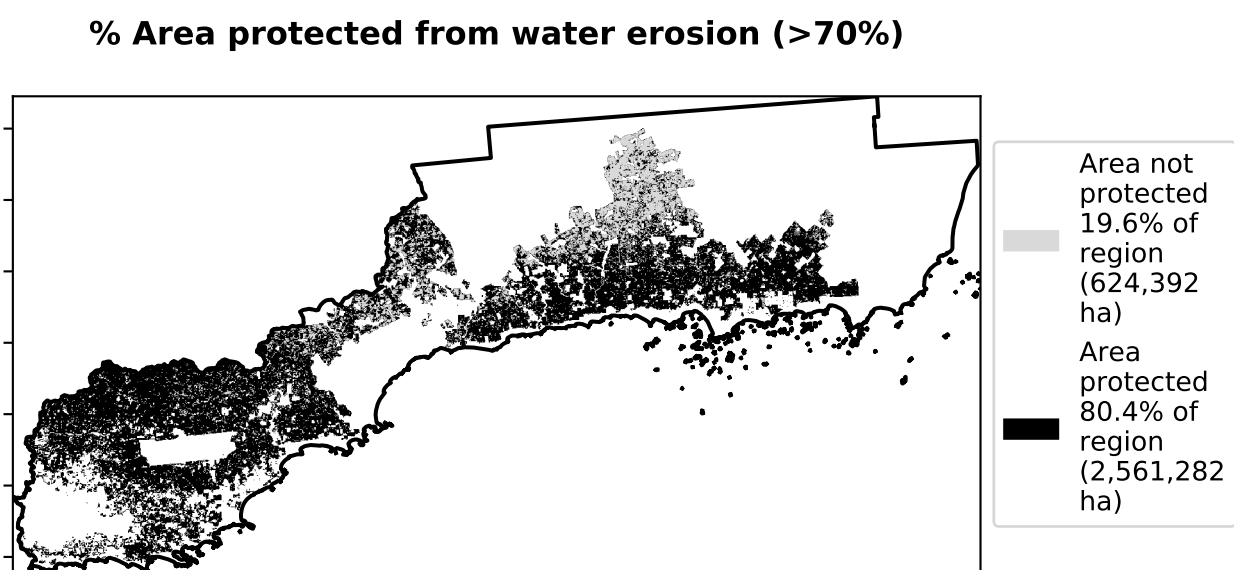 % Area protected from water erosion (>70%)
Area not
protected
19.6% of
region
(624,392
ha)
Area
protected
80.4% of
region
(2,561,282
ha)